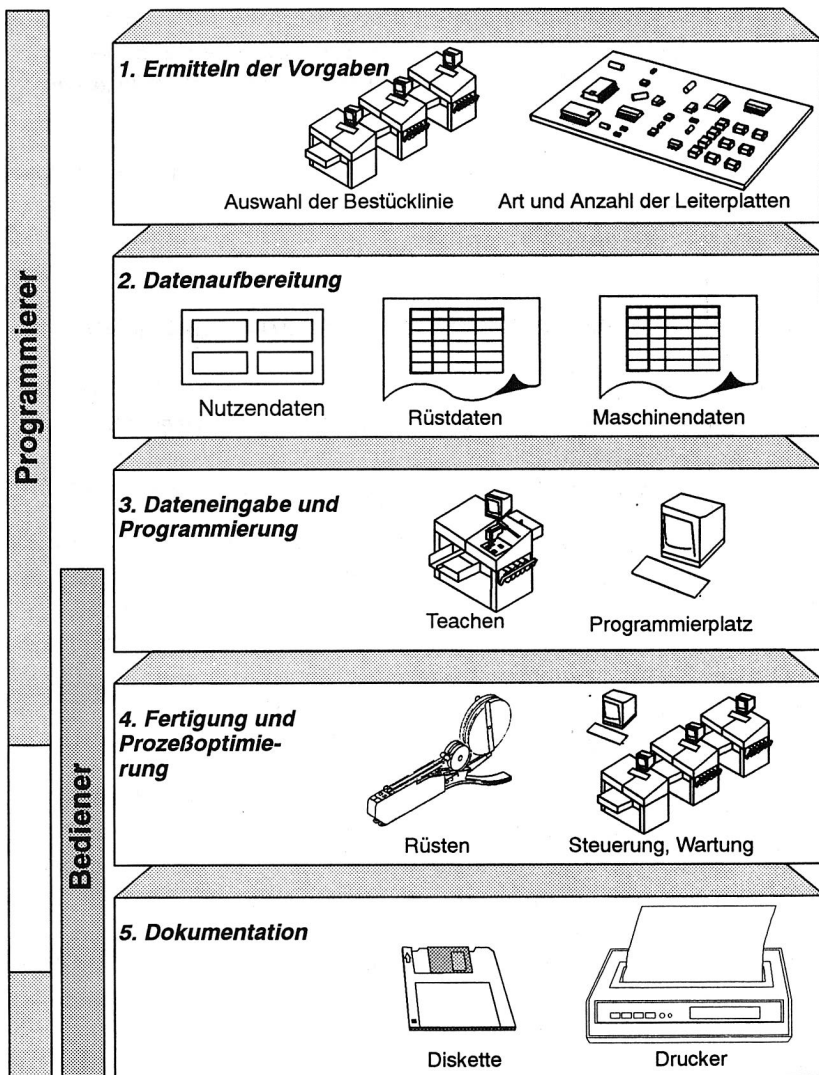 Programmierer
Bediener
1. Ermitteln der Vorgaben
Auswahl der Bestücklinie
Art und Anzahl der Leiterplatten
2. Datenaufbereitung
Nutzendaten
Rüstdaten
Maschinendaten
3. Dateneingabe und
Programmierung
Teachen
Programmierplatz
4. Fertigung und
Prozeßoptimie-
rung
Rüsten
Steuerung, Wartung
5. Dokumentation
Diskette
Drucker